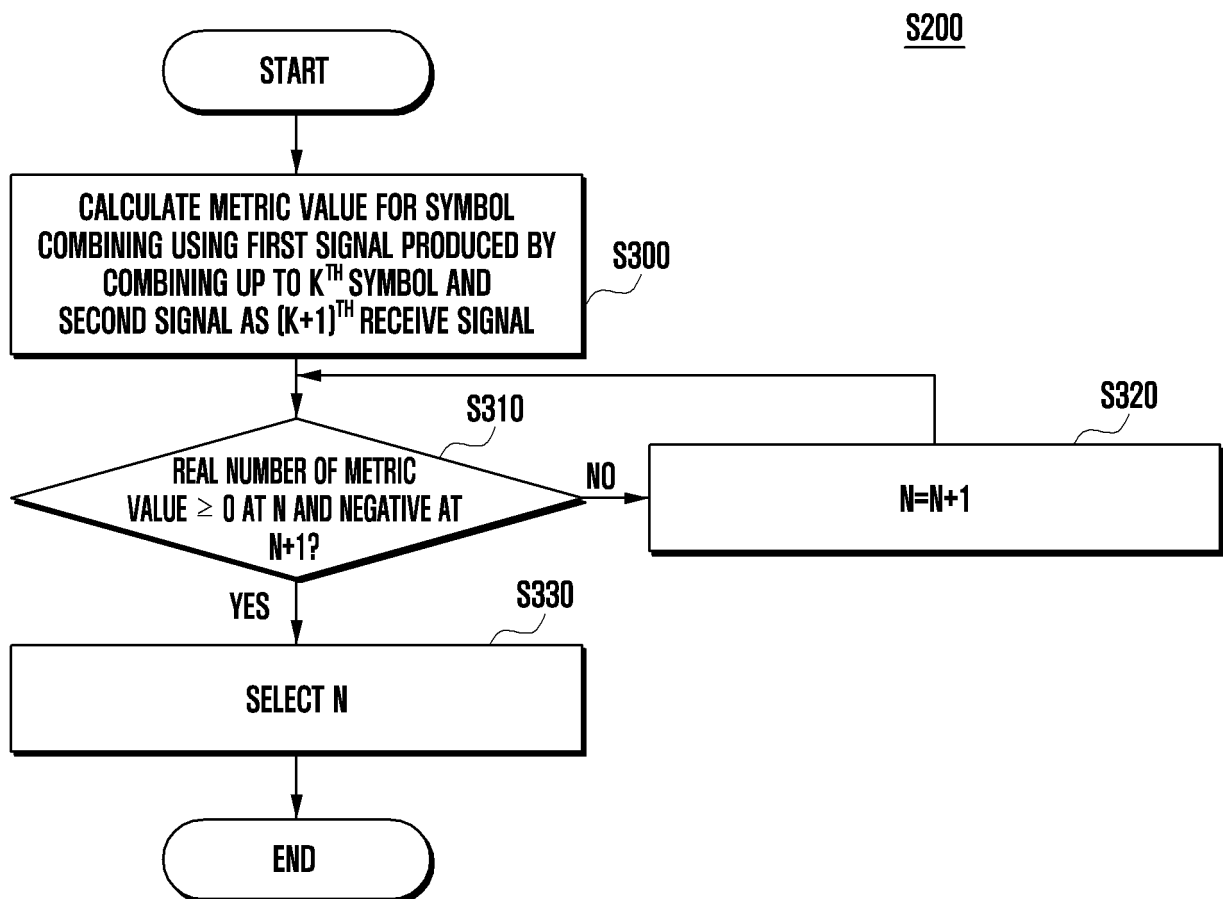 S200
START
CALCULATE METRIC VALUE FOR SYMBOL
COMBINING USING FIRST SIGNAL PRODUCED BY
COMBINING UP TO KTH SYMBOL AND
SECOND SIGNAL AS (K+1)TH RECEIVE SIGNAL
S300
S310
REAL NUMBER OF METRIC
VALUE ≥ 0 AT N AND NEGATIVE AT
N+1?
NO
S320
N=N+1
YES
S330
SELECT N
END